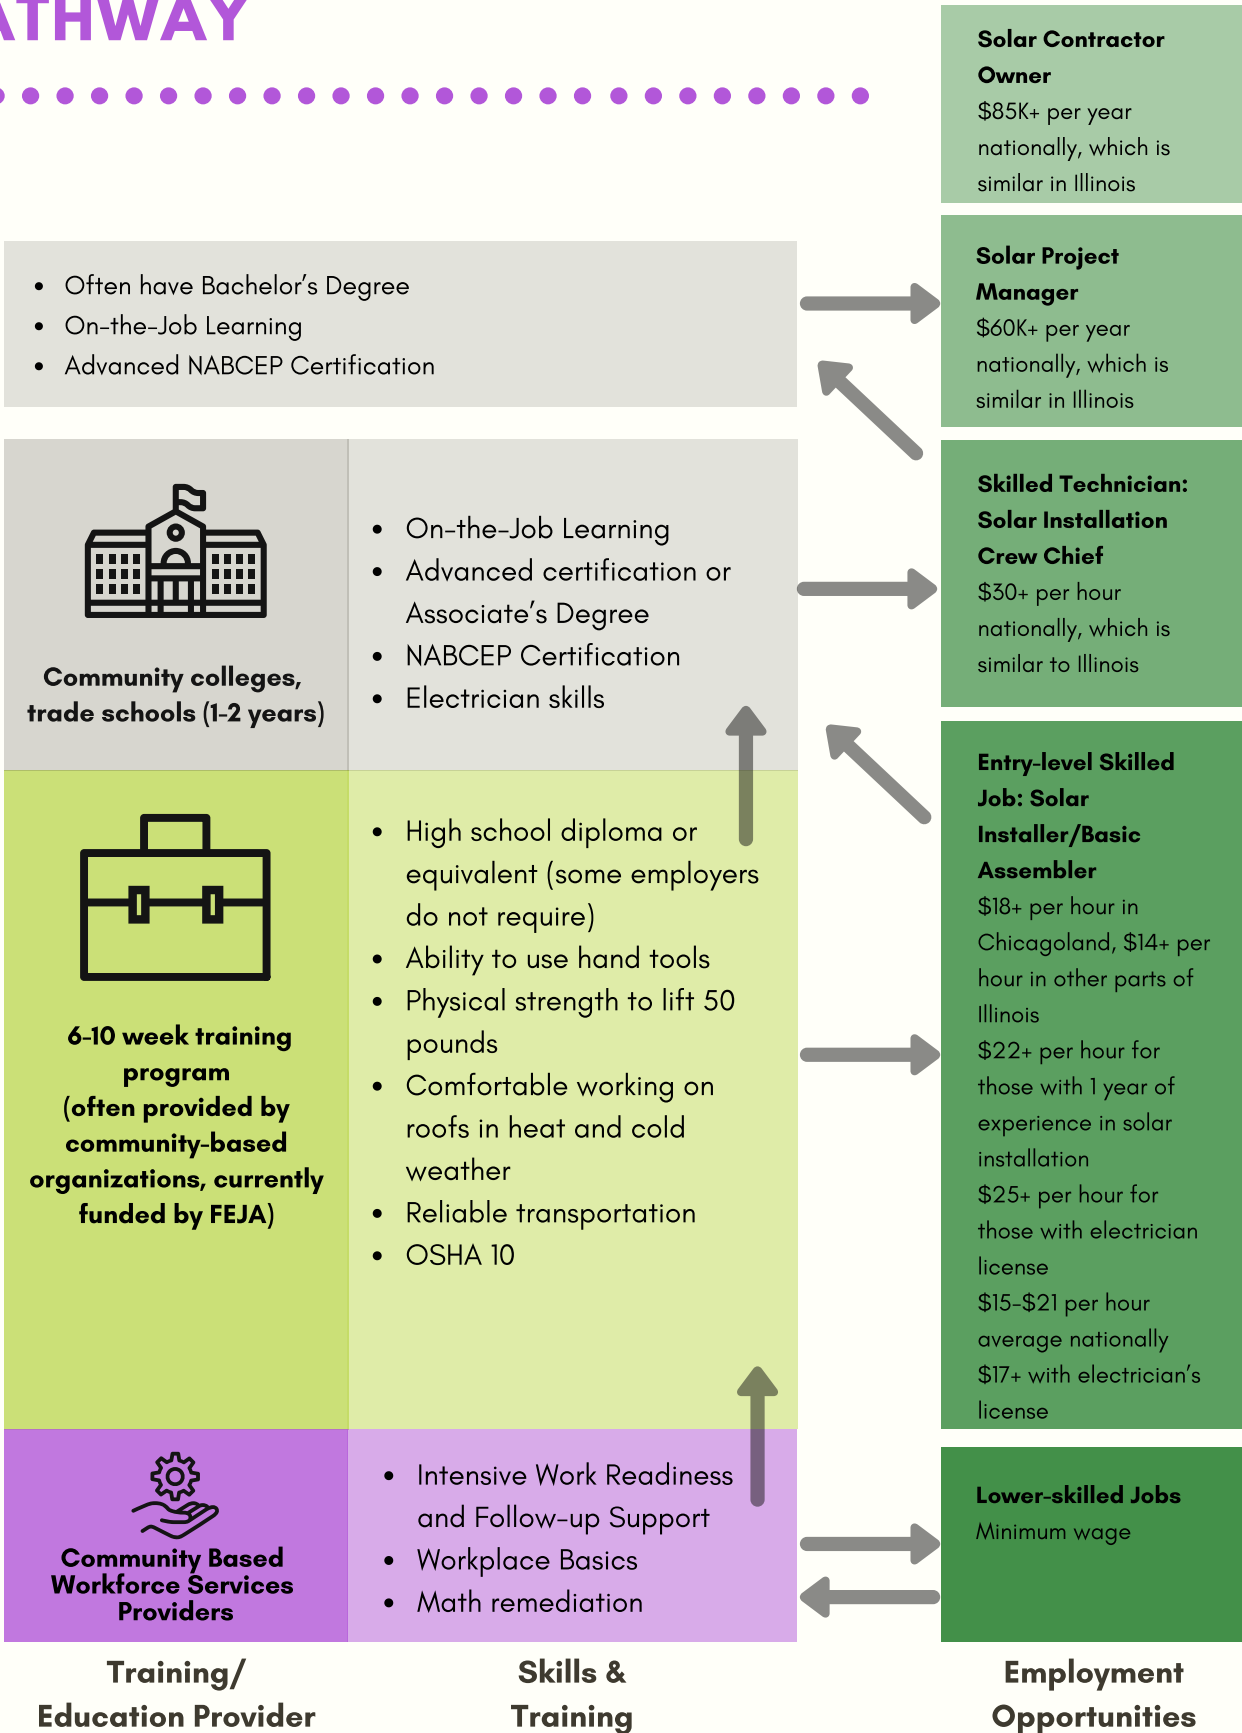 ATHWAY
Solar Contractor
Owner
$85K+ per year
nationally, which is
similar in Illinois
• Often have Bachelor's Degree
• On-the-Job Learning
• Advanced NABCEP Certification
Solar Project
Manager
$60K+ per year
nationally, which is
similar in Illinois
Community colleges,
trade schools (1-2 years)
• On-the-Job Learning
• Advanced certification or
Associate's Degree
• NABCEP Certification
• Electrician skills
Skilled Technician:
Solar Installation
Crew Chief
$30+ per hour
nationally, which is
similar to Illinois
6-10 week training
program
(often provided by
community-based
organizations, currently
funded by FEJA)
• High school diploma or
equivalent (some employers
do not require)
• Ability to use hand tools
• Physical strength to lift 50
pounds
• Comfortable working on
roofs in heat and cold
weather
• Reliable transportation
• OSHA 10
Entry-level Skilled
Job: Solar
Installer/Basic
Assembler
$18+ per hour in
Chicagoland, $14+ per
hour in other parts of
Illinois
$22+ per hour for
those with 1 year of
experience in solar
installation
$25+ per hour for
those with electrician
license
$15-$21 per hour
average nationally
$17+ with electrician's
license
Community Based
Workforce Services
Providers
• Intensive Work Readiness
and Follow-up Support
• Workplace Basics
• Math remediation
Lower-skilled Jobs
Minimum wage
Training/
Education Provider
Skills &
Training
Employment
Opportunities